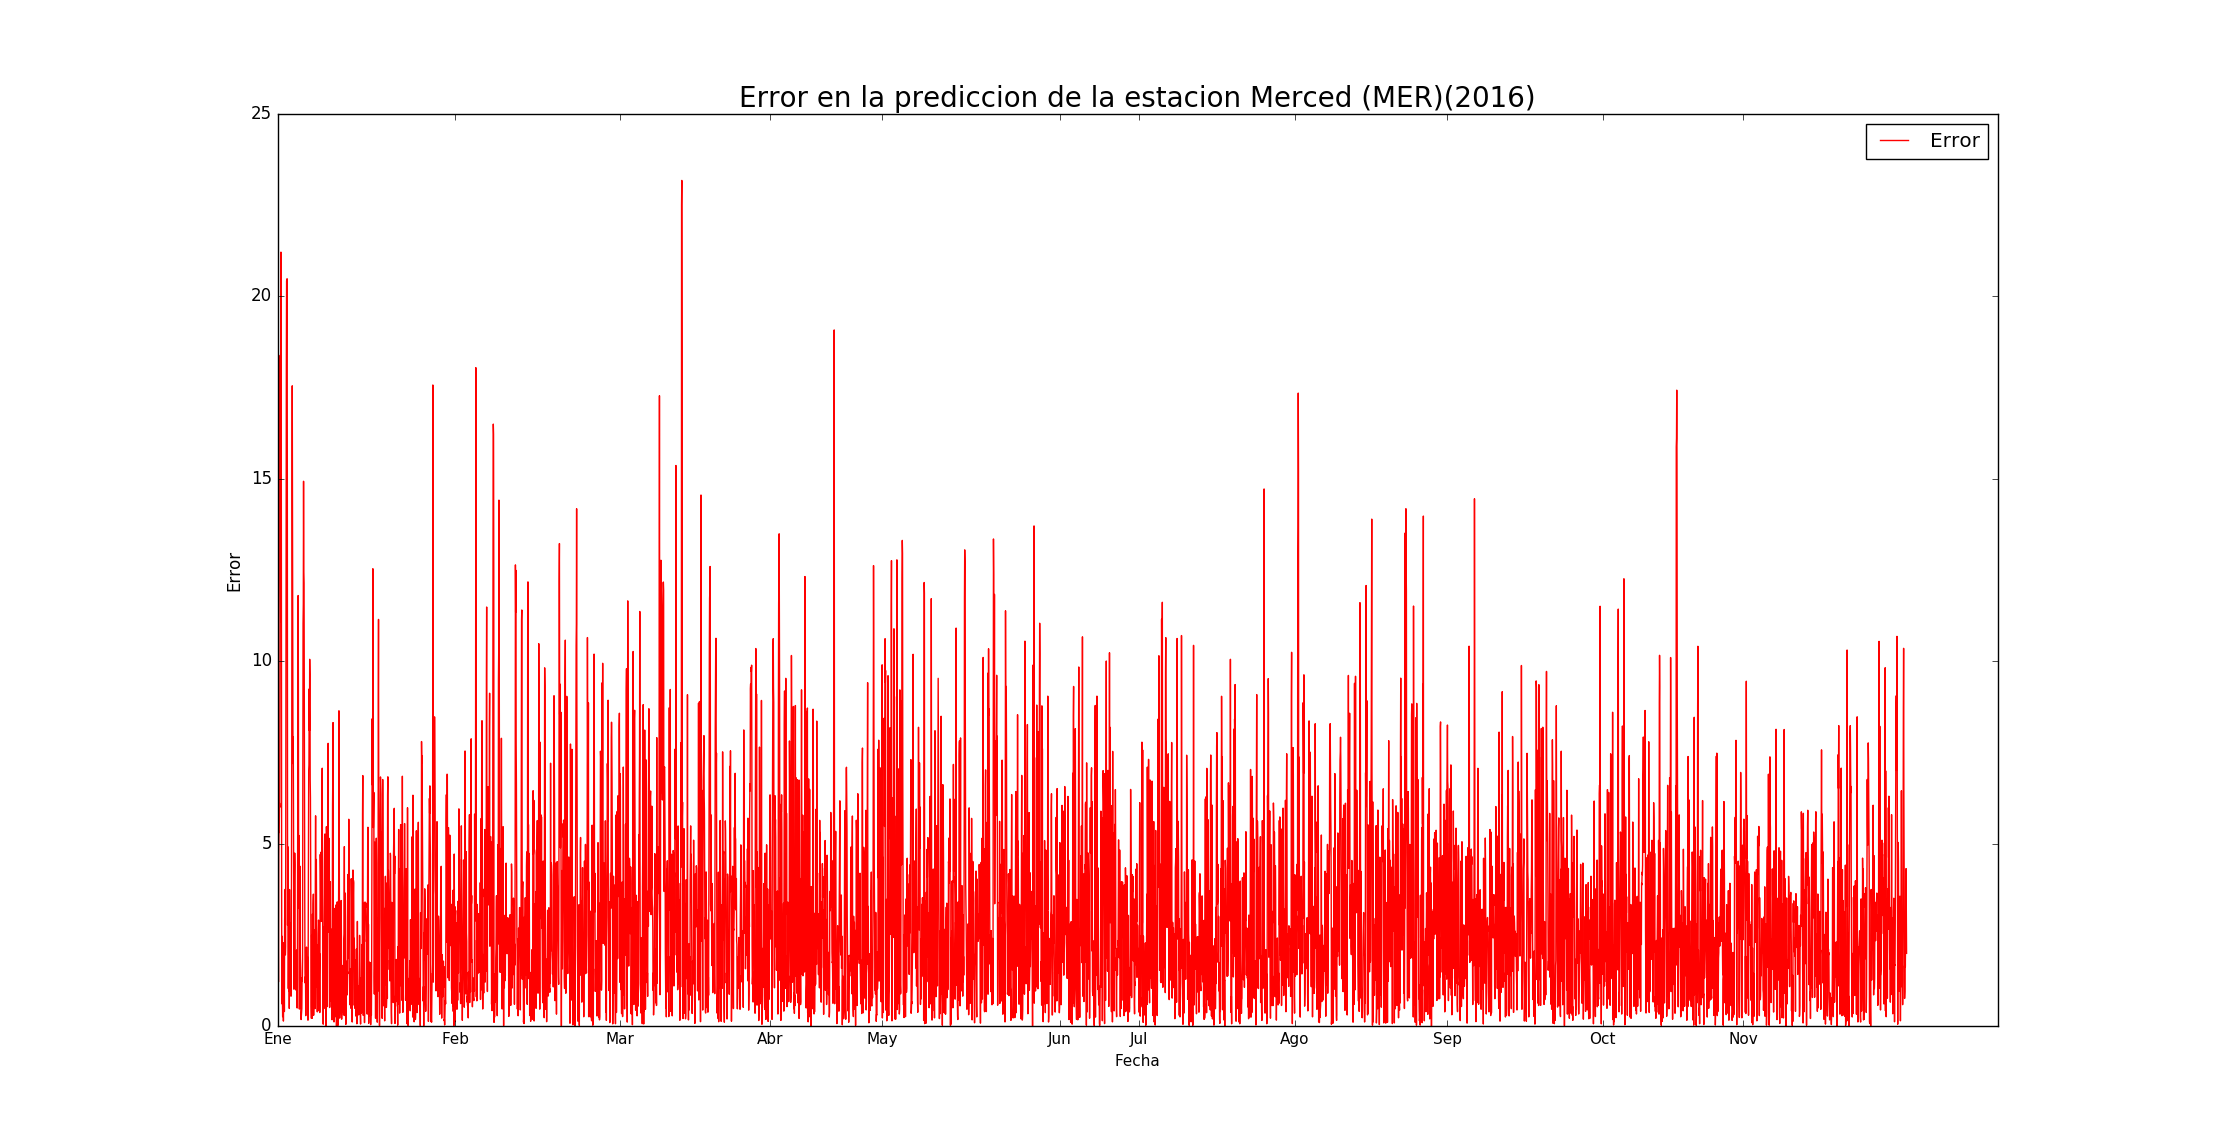 Error en la prediccion de la estacion Merced (MER)(2016)
25
20
15
10
5
0
Error
Error
Ene Feb Mar Abr May Jun Jul Ago Sep Oct Nov
Fecha